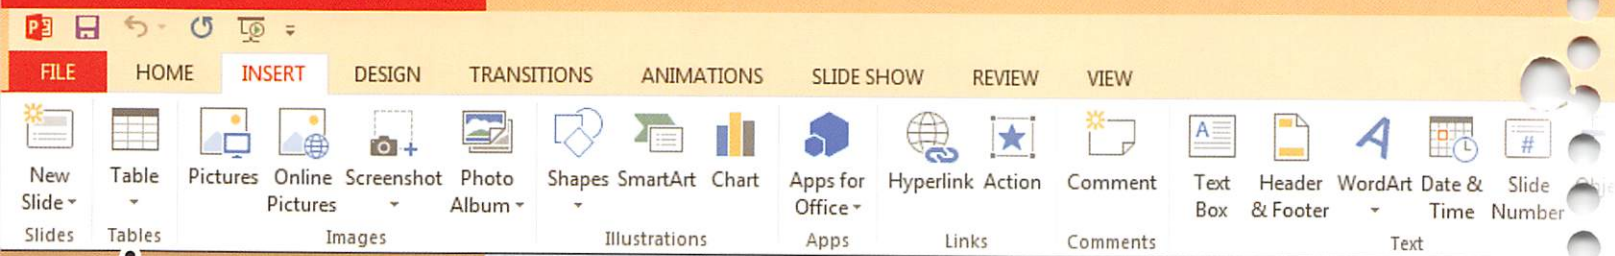 FILE HOME INSERT DESIGN TRANSITIONS ANIMATIONS SLIDE SHOW REVIEW VIEW
New Slide
Table
Pictures
Online Pictures
Screenshot
Photo Album
Shapes
SmartArt
Chart
Apps for Office
Hyperlink
Action
Comment
Text Box
Header & Footer
WordArt
Date & Time
Slide Number
Slides Tables Images Illustrations Apps Links Comments Text